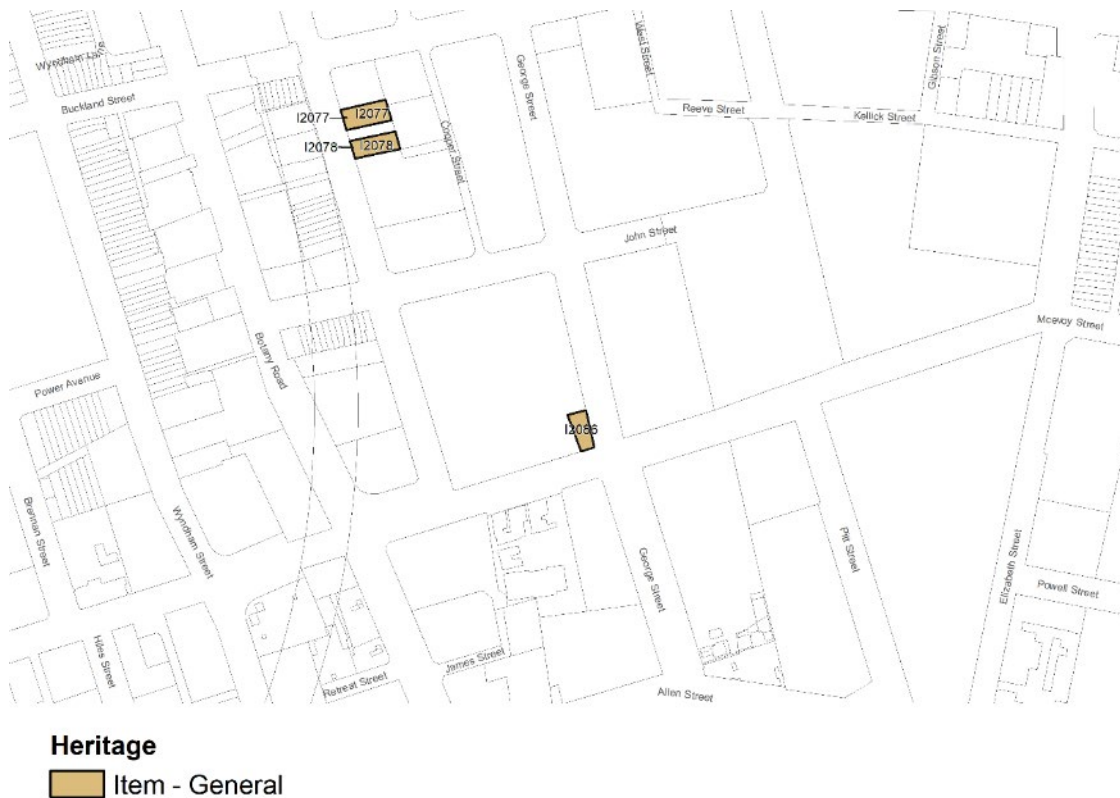 Wyndham Lane
Buckland Street
George Street
West Street
Gibson Street
Reeve Street
Kellick Street
I2077
I2077
I2078
I2078
Cooper Street
John Street
Mcevoy Street
Botany Road
Power Avenue
Brennan Street
Wyndham Street
George Street
Pitt Street
Elizabeth Street
Powell Street
Hiles Street
James Street
Retreat Street
Allen Street
Heritage
Item - General